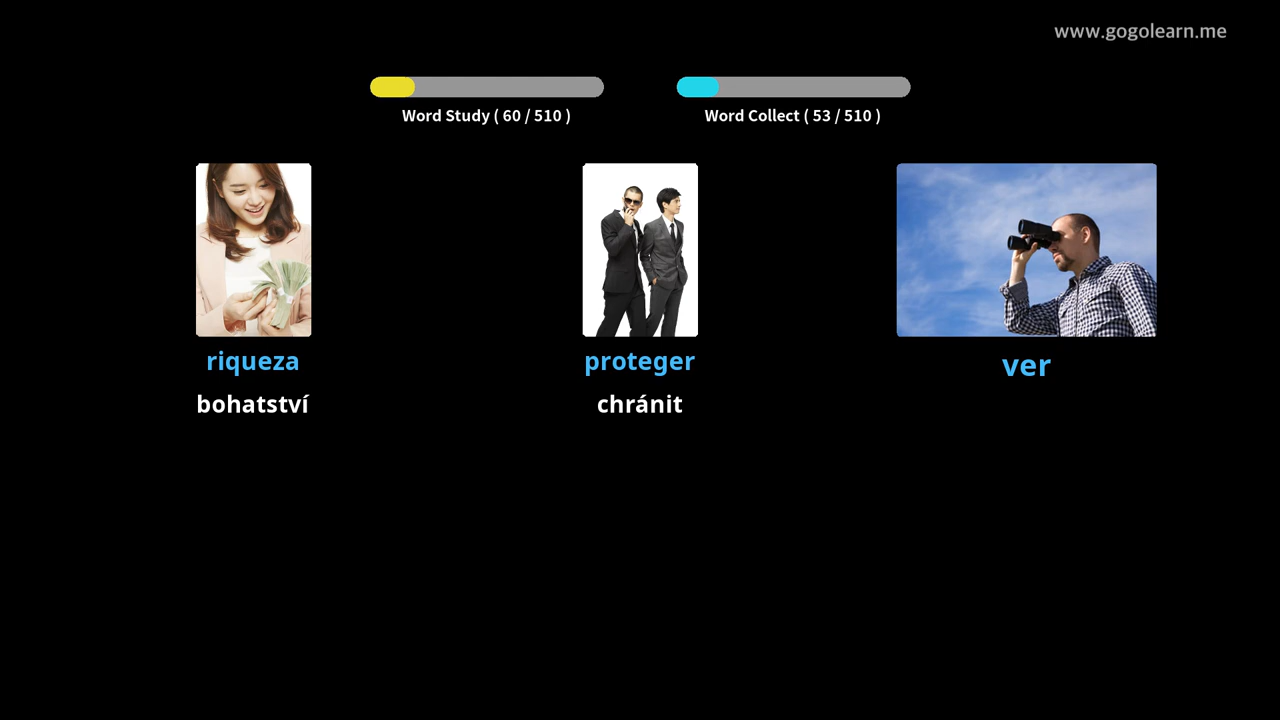 www.gogolearn.me
Word Study ( 60 / 510 )
Word Collect ( 53 / 510 )
riqueza
bohatství
proteger
chránit
ver